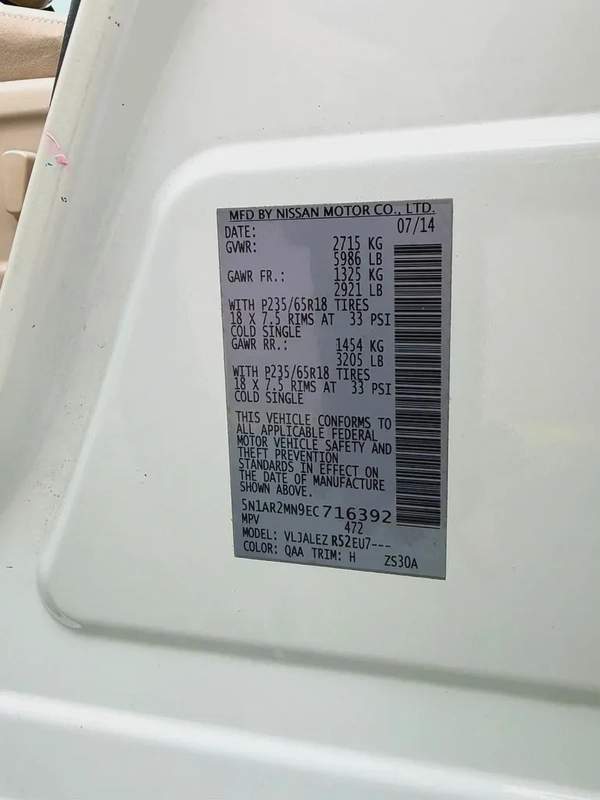 MFD BY NISSAN MOTOR CO., LTD.
DATE: 07/14
GVWR: 2715 KG
5986 LB
GAWR FR.: 1325 KG
2921 LB
WITH P235/65R18 TIRES
18 X 7.5 RIMS AT 33 PSI
COLD SINGLE
GAWR RR.: 1454 KG
3205 LB
WITH P235/65R18 TIRES
18 X 7.5 RIMS AT 33 PSI
COLD SINGLE
THIS VEHICLE CONFORMS TO
ALL APPLICABLE FEDERAL
MOTOR VEHICLE SAFETY AND
THEFT PREVENTION
STANDARDS IN EFFECT ON
THE DATE OF MANUFACTURE
SHOWN ABOVE.
5N1AR2MN9EC716392
MPV 472
MODEL: VLJALEZ R52EU7---
COLOR: QAA TRIM: H ZS30A